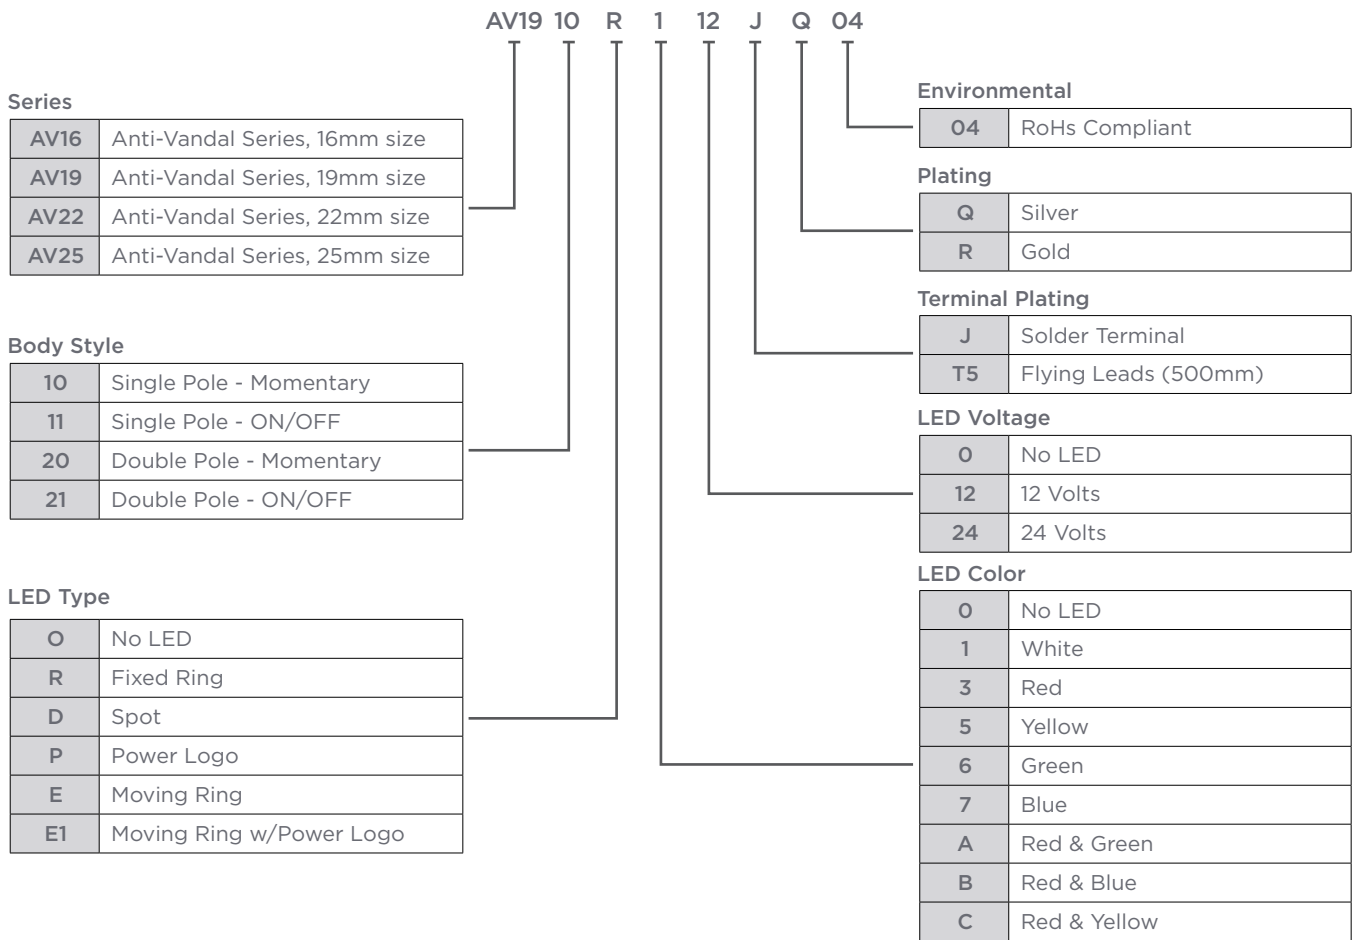 AV19 10 R 1 12 J Q 04
Series
AV16 Anti-Vandal Series, 16mm size
AV19 Anti-Vandal Series, 19mm size
AV22 Anti-Vandal Series, 22mm size
AV25 Anti-Vandal Series, 25mm size
Body Style
10 Single Pole - Momentary
11 Single Pole - ON/OFF
20 Double Pole - Momentary
21 Double Pole - ON/OFF
LED Type
O No LED
R Fixed Ring
D Spot
P Power Logo
E Moving Ring
E1 Moving Ring w/Power Logo
Environmental
04 RoHs Compliant
Plating
Q Silver
R Gold
Terminal Plating
J Solder Terminal
T5 Flying Leads (500mm)
LED Voltage
0 No LED
12 12 Volts
24 24 Volts
LED Color
0 No LED
1 White
3 Red
5 Yellow
6 Green
7 Blue
A Red & Green
B Red & Blue
C Red & Yellow